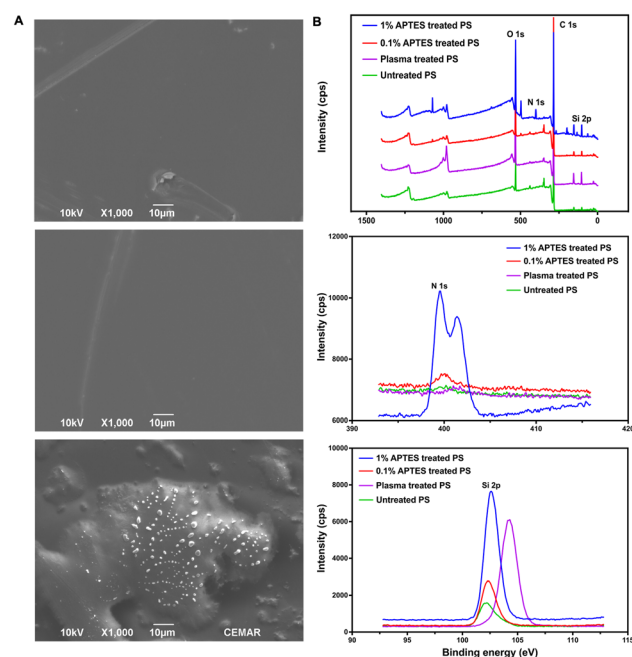 A
10kV X1,000 10µm
10kV X1,000 10µm
10kV X1,000 10µm CEMAR
B
1% APTES treated PS
0.1% APTES treated PS
Plasma treated PS
Untreated PS
O 1s
C 1s
N 1s
Si 2p
Intensity (cps)
1500 1000 500 0
1% APTES treated PS
0.1% APTES treated PS
Plasma treated PS
Untreated PS
N 1s
Intensity (cps)
12000
10000
8000
6000
390 400 410 420
1% APTES treated PS
0.1% APTES treated PS
Plasma treated PS
Untreated PS
Si 2p
Intensity (cps)
10000
8000
6000
4000
2000
0
90 95 100 105 110 115
Binding energy (eV)